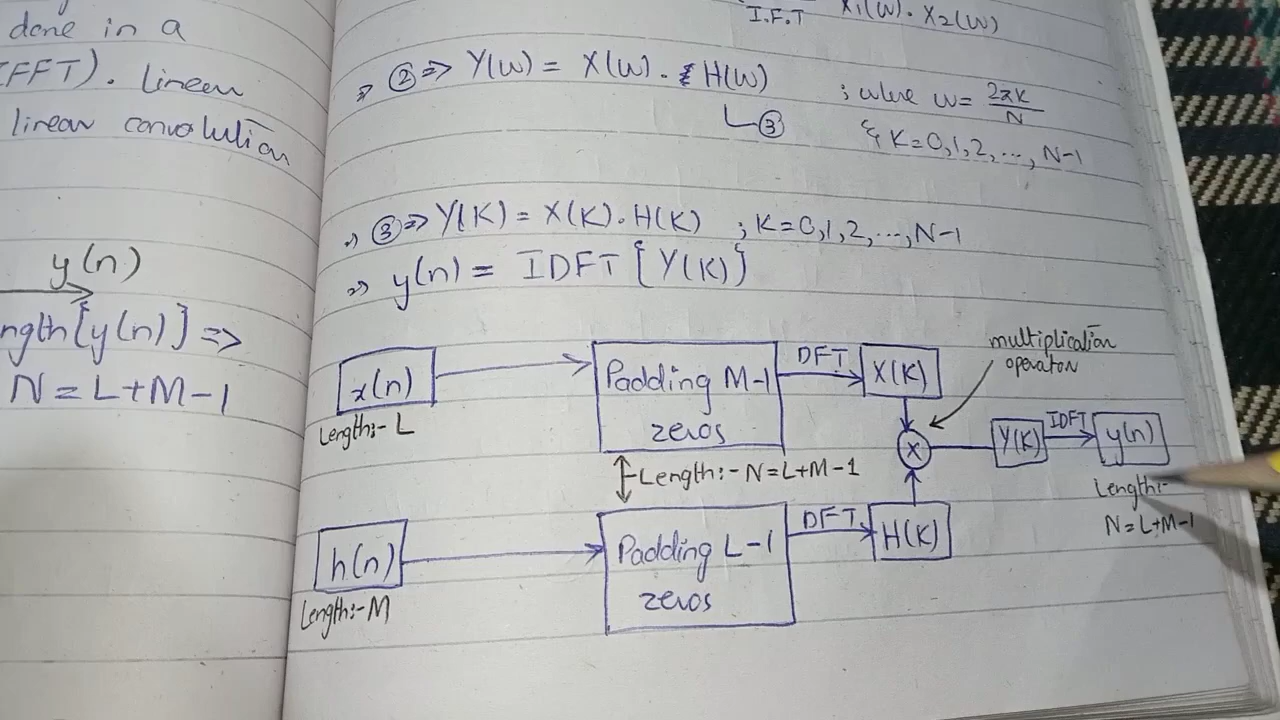 done in a
FFT). Linear
linear convolution
y(n)
ngth[y(n)] =>
N = L+M-1
I.F.T X1(w). X2(w)
② => Y(w) = X(w). H(w)
③
; where w = 2πk/N
& K=0,1,2,..., N-1
③ => Y(K) = X(K). H(K) ; K=0,1,2,...,N-1
=> y(n) = IDFT [Y(K)]
multiplication
operation
x(n)
Length:- L
Padding M-1
zeros
DFT
X(K)
X
Y(K)
IDFT
y(n)
Length:- N=L+M-1
Length:-
N=L+M-1
h(n)
Length:- M
Padding L-1
zeros
DFT
H(K)